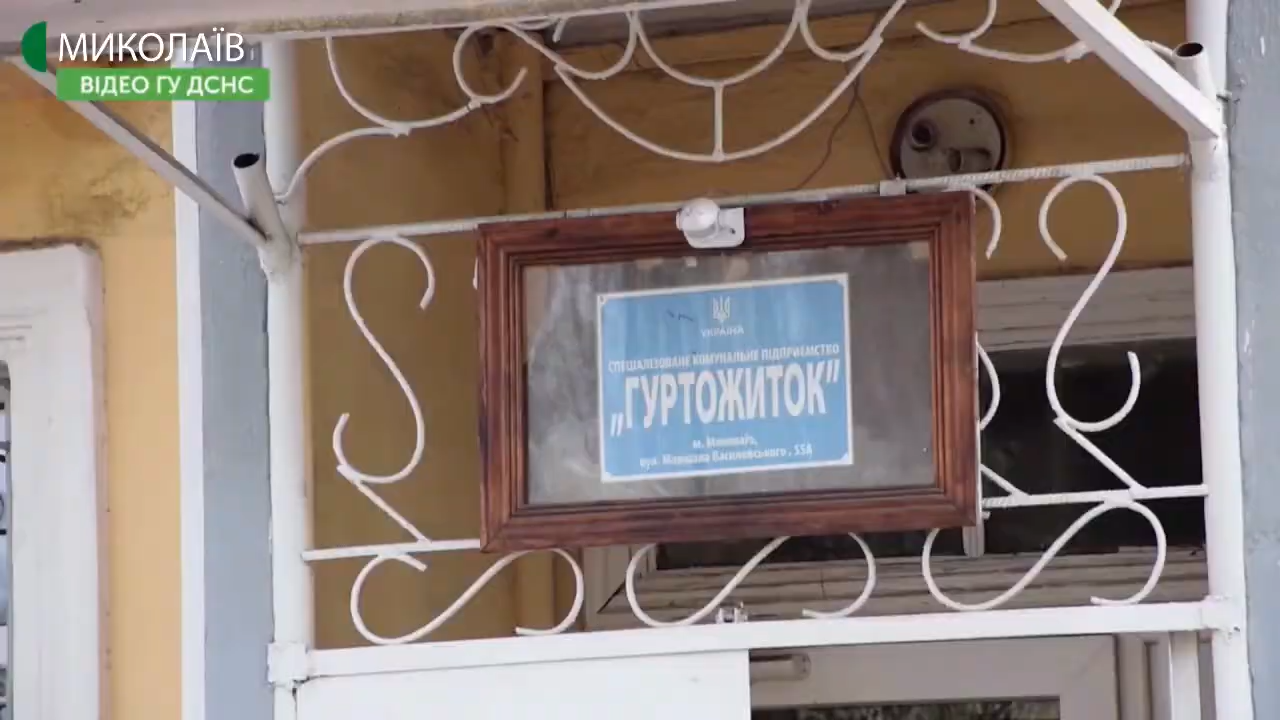 МИКОЛАЇВ
ВІДЕО ГУ ДСНС
УКРАЇНА
СПЕЦІАЛІЗОВАНЕ КОМУНАЛЬНЕ ПІДПРИЄМСТВО
„ГУРТОЖИТОК”
м. Миколаїв,
вул. Маршала Василевського , 55А